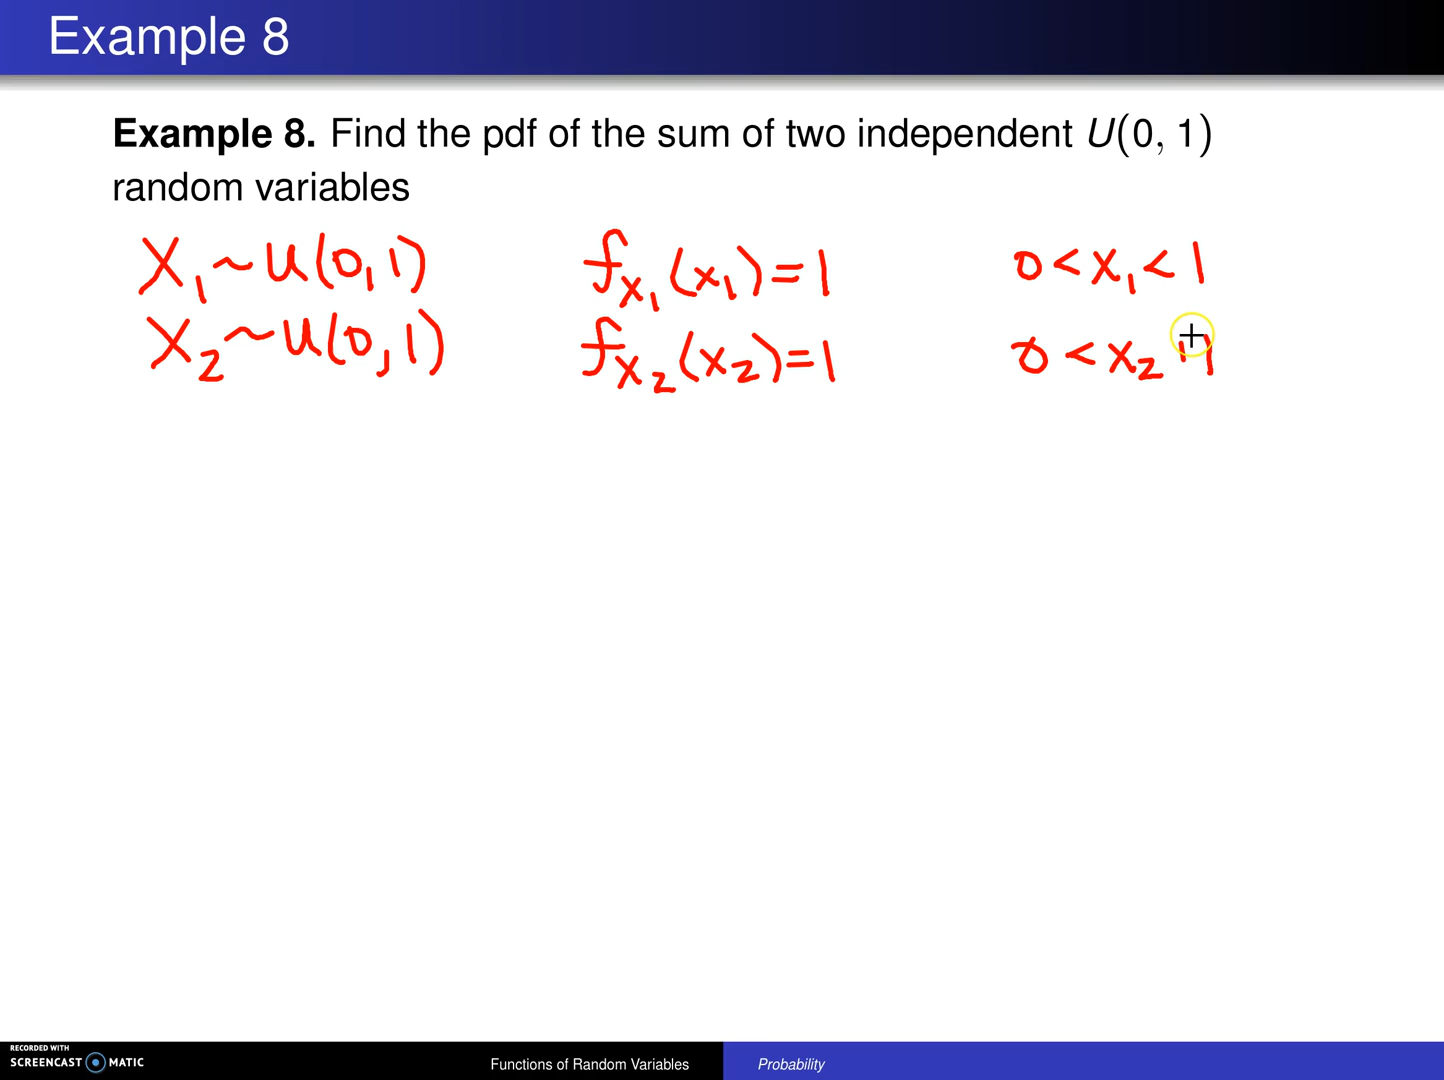 Example 8
Example 8. Find the pdf of the sum of two independent U(0, 1)
random variables
X₁ ~ U(0,1) f_X₁(x₁)=1 0<x₁<1
X₂ ~ U(0,1) f_X₂(x₂)=1 0<x₂
RECORDED WITH
SCREENCAST MATIC
Functions of Random Variables Probability